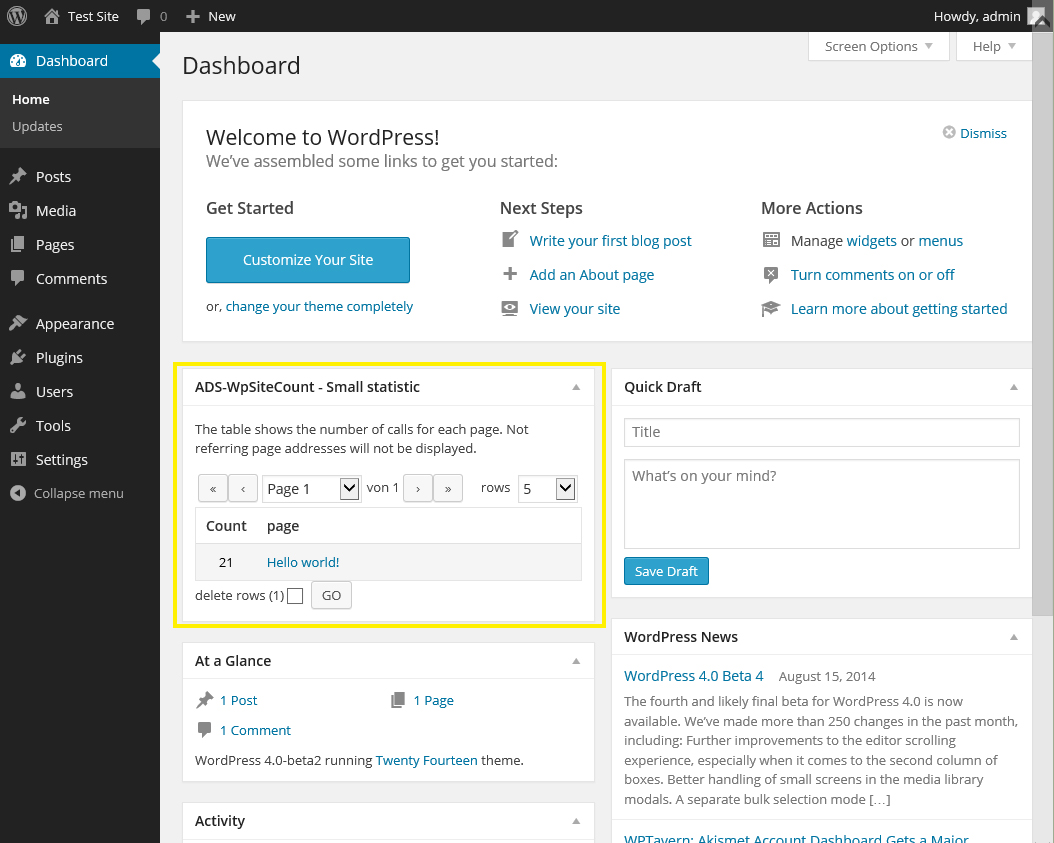 Test Site 0 New Howdy, admin
Screen Options Help
Dashboard
Home
Updates
Posts
Media
Pages
Comments
Appearance
Plugins
Users
Tools
Settings
Collapse menu
Dashboard
Welcome to WordPress!
Dismiss
We've assembled some links to get you started:
Get Started
Customize Your Site
or, change your theme completely
Next Steps
Write your first blog post
Add an About page
View your site
More Actions
Manage widgets or menus
Turn comments on or off
Learn more about getting started
ADS-WpSiteCount - Small statistic
The table shows the number of calls for each page. Not
referring page addresses will not be displayed.
« ‹ Page 1 von 1 › » rows 5
Count page
21 Hello world!
delete rows (1) GO
At a Glance
1 Post 1 Page
1 Comment
WordPress 4.0-beta2 running Twenty Fourteen theme.
Activity
Quick Draft
Title
What's on your mind?
Save Draft
WordPress News
WordPress 4.0 Beta 4 August 15, 2014
The fourth and likely final beta for WordPress 4.0 is now
available. We've made more than 250 changes in the past month,
including: Further improvements to the editor scrolling
experience, especially when it comes to the second column of
boxes. Better handling of small screens in the media library
modals. A separate bulk selection mode […]
WPTavern: Akismet Account Dashboard Gets a Major